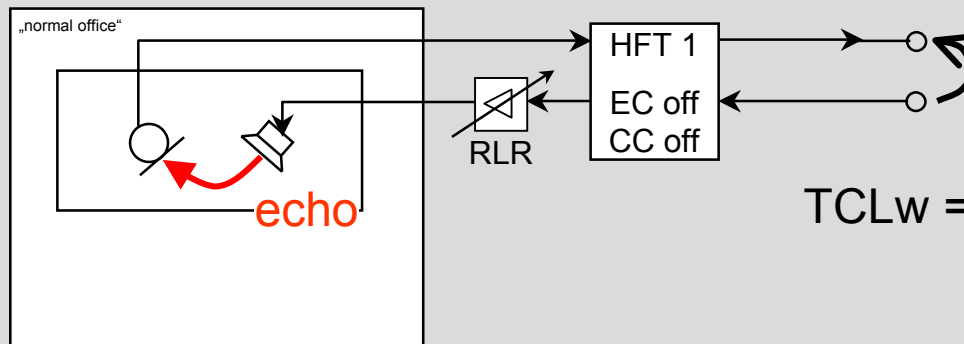 „normal office“
HFT 1
EC off
CC off
RLR
echo
TCLw =